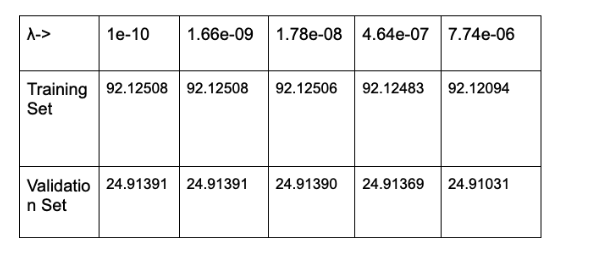 λ-> 1e-10 1.66e-09 1.78e-08 4.64e-07 7.74e-06
Training 92.12508 92.12508 92.12506 92.12483 92.12094
Set
Validatio 24.91391 24.91391 24.91390 24.91369 24.91031
n Set